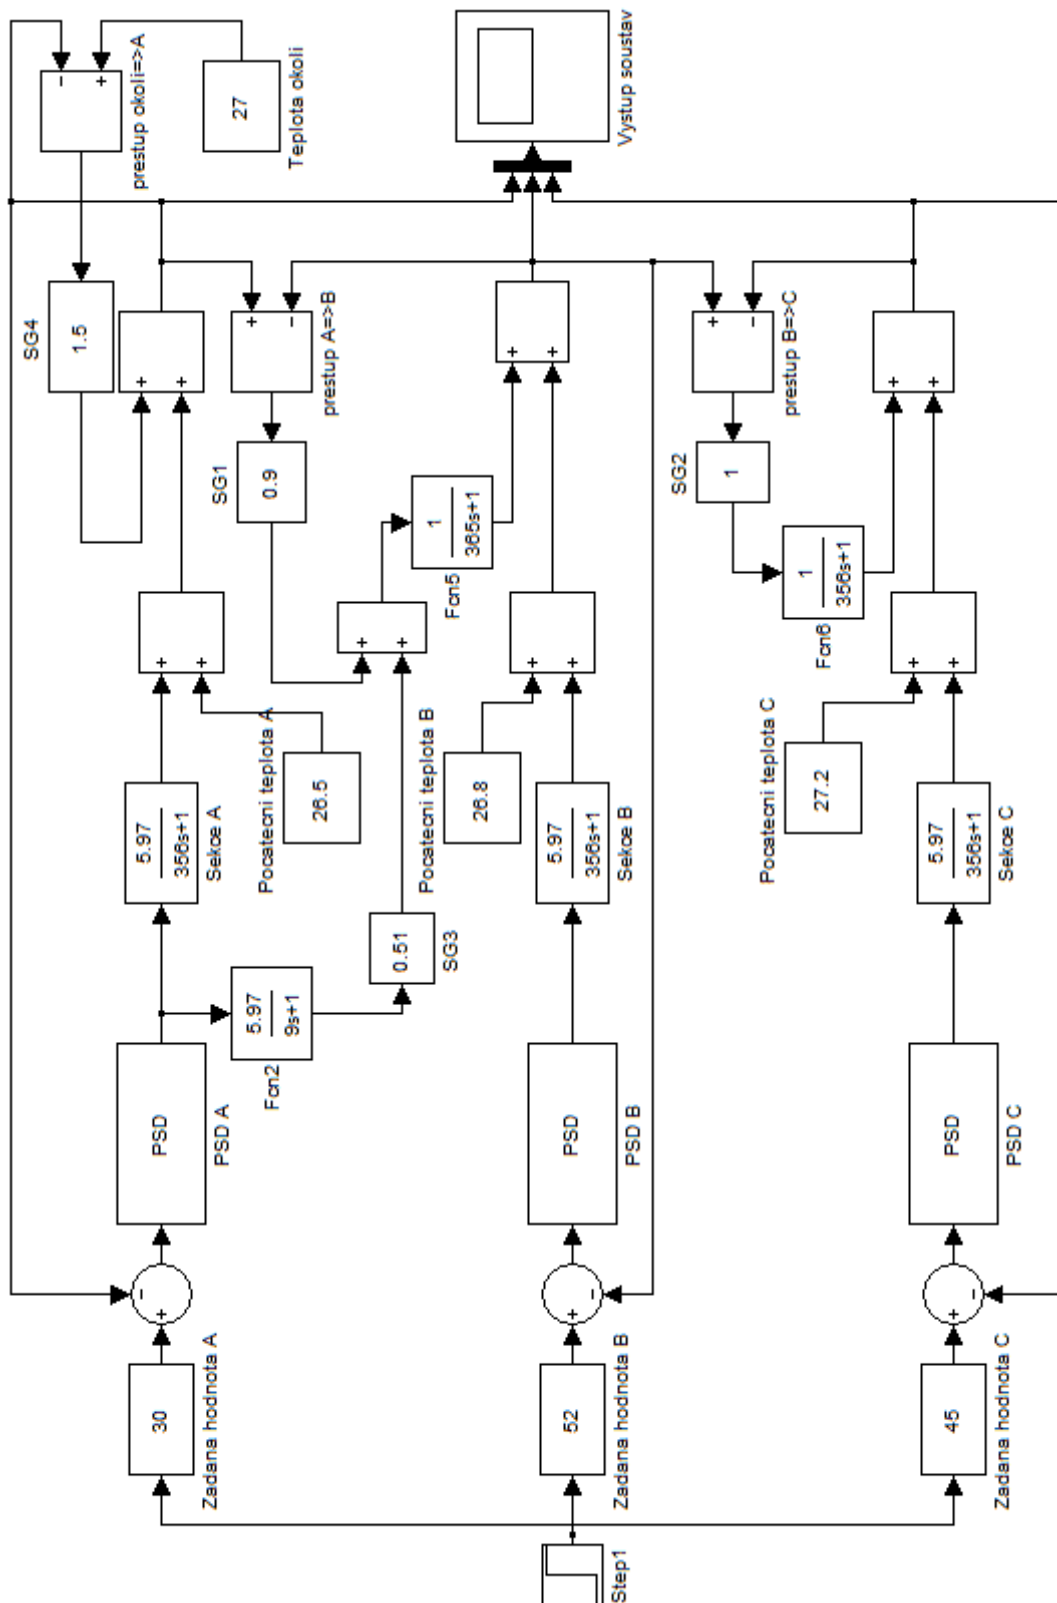 Step1
30
Zadana hodnota A
+
-
PSD
PSD A
5.97
9s+1
Fcn2
5.97
356s+1
Sekce A
0.51
SG3
26.5
Pocatecni teplota A
+
+
+
+
SG4
1.5
27
Teplota okoli
-
+
prestup okoli=>A
SG1
0.9
+
-
prestup A=>B
+
+
1
365s+1
Fcn5
52
Zadana hodnota B
+
-
PSD
PSD B
5.97
356s+1
Sekce B
26.8
Pocatecni teplota B
+
+
+
+
Vystup soustav
SG2
1
+
-
prestup B=>C
1
356s+1
Fcn6
45
Zadana hodnota C
+
-
PSD
PSD C
5.97
356s+1
Sekce C
27.2
Pocatecni teplota C
+
+
+
+